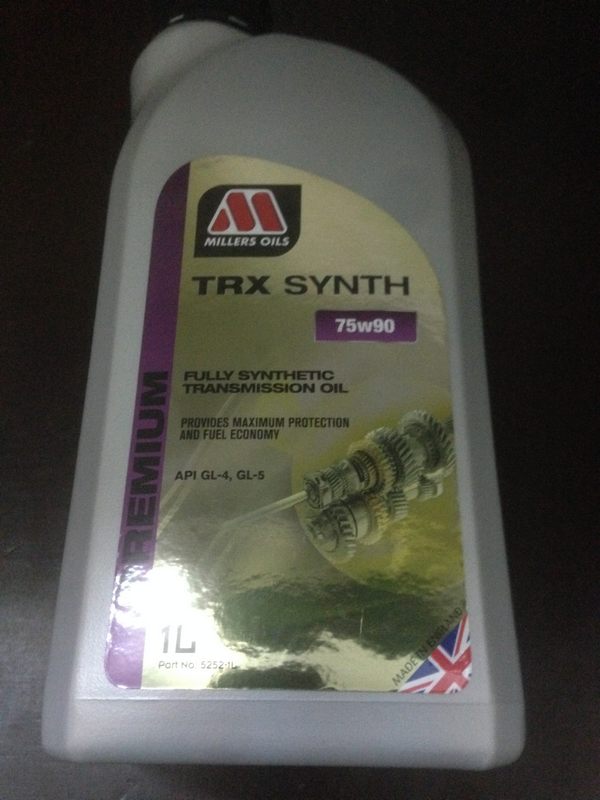 MILLERS OILS
TRX SYNTH
75w90
FULLY SYNTHETIC
TRANSMISSION OIL
PROVIDES MAXIMUM PROTECTION
AND FUEL ECONOMY
API GL-4, GL-5
PREMIUM
1L
Part No. 5252-1L
MADE IN ENGLAND